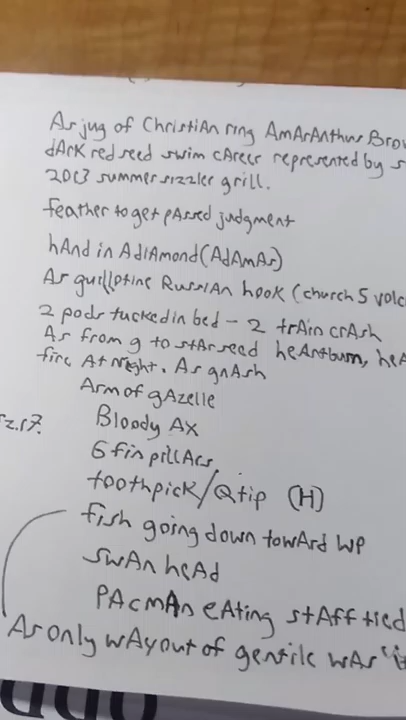 As jug of ChristiAn ring AmArAnthus Brow
dArk red seed swim cAreer represented by s
2013 summer sizzler grill.
feather to get pAssed judgment
hAnd in A diAmond (AdAmAs)
As guillotine RussiAn hook (church 5 volc
2 pods tucked in bed - 2 trAin crAsh
As from g to stArseed heArtburn, heA
fire At Night. As gnAsh
Arm of gAzelle
Bloody Ax
6 fin pillArs
toothpick/Qtip (H)
fish going down towArd WP
swAn heAd
PAcmAn eAting stAff tied
As only wAy out of gentile wAs "it